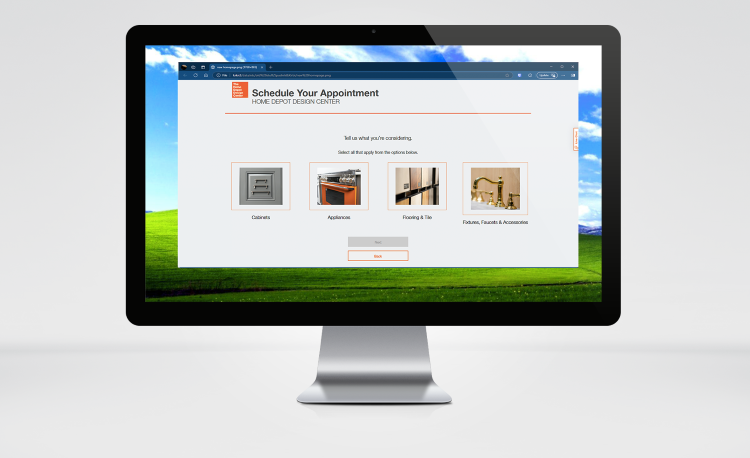 Schedule Your Appointment
HOME DEPOT DESIGN CENTER
Tell us what you're considering.
Select all that apply from the options below.
Cabinets
Appliances
Flooring & Tile
Fixtures, Faucets & Accessories
Next
Back